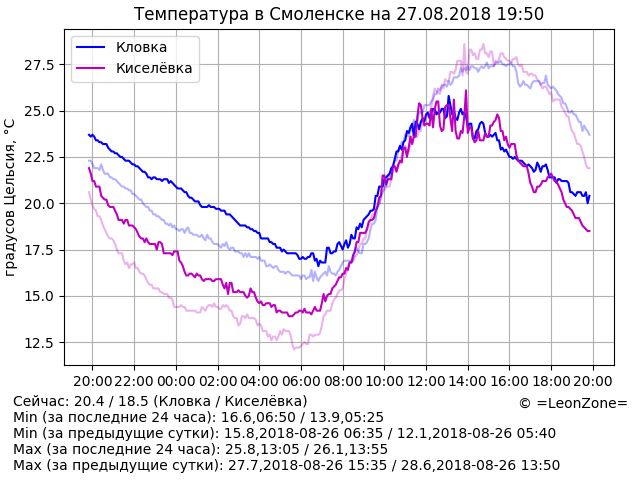 Температура в Смоленске на 27.08.2018 19:50
Кловка
Киселёвка
градусов Цельсия, °C
27.5
25.0
22.5
20.0
17.5
15.0
12.5
20:00 22:00 00:00 02:00 04:00 06:00 08:00 10:00 12:00 14:00 16:00 18:00 20:00
Сейчас: 20.4 / 18.5 (Кловка / Киселёвка)
© =LeonZone=
Min (за последние 24 часа): 16.6,06:50 / 13.9,05:25
Min (за предыдущие сутки): 15.8,2018-08-26 06:35 / 12.1,2018-08-26 05:40
Max (за последние 24 часа): 25.8,13:05 / 26.1,13:55
Max (за предыдущие сутки): 27.7,2018-08-26 15:35 / 28.6,2018-08-26 13:50